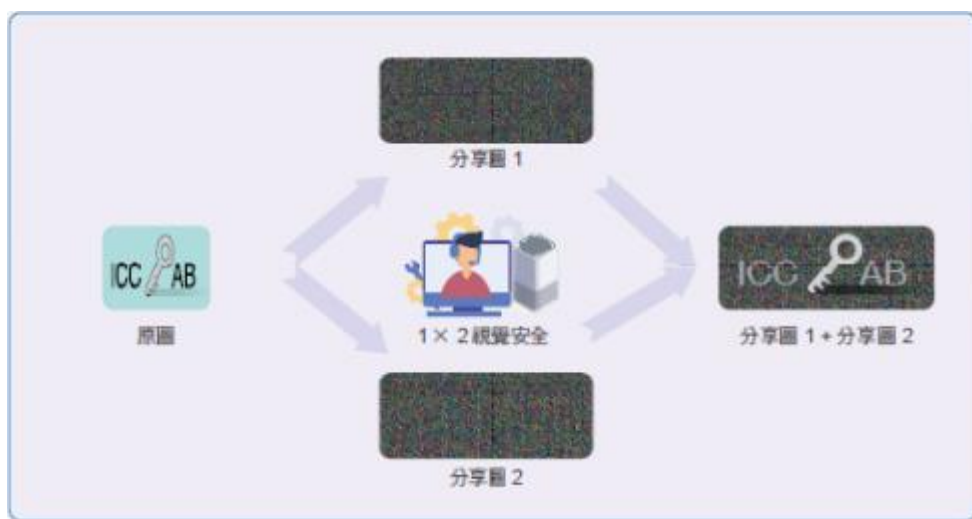 分享圖 1
ICC AB
原圖
1× 2視覺安全
ICC AB
分享圖 1+分享圖 2
分享圖 2